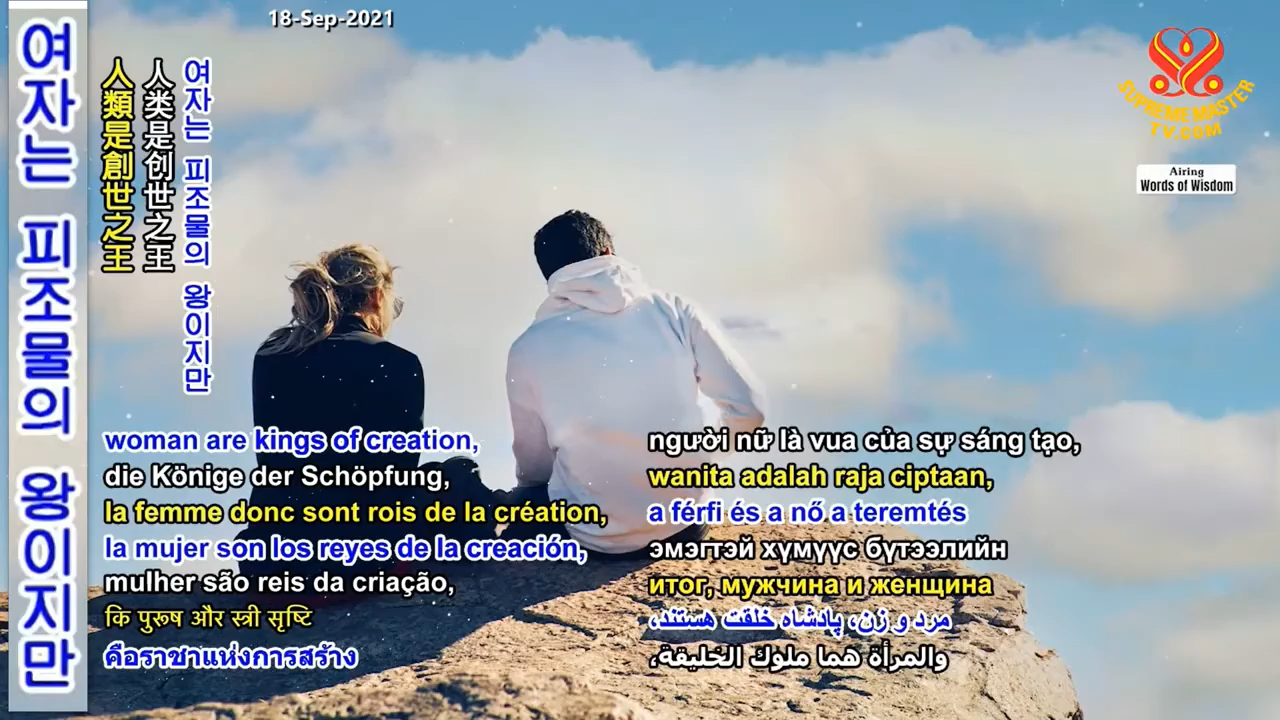 18-Sep-2021
여자는 피조물의 왕이지만
人類是創世之王
人类是创世之王
여자는 피조물의 왕이지만
SUPREME MASTER
TV.COM
Airing
Words of Wisdom
woman are kings of creation,
die Könige der Schöpfung,
la femme donc sont rois de la création,
la mujer son los reyes de la creación,
mulher são reis da criação,
कि पुरूष और स्त्री सृष्टि
คือราชาแห่งการสร้าง
người nữ là vua của sự sáng tạo,
wanita adalah raja ciptaan,
a férfi és a nő a teremtés
эмэгтэй хүмүүс бүтээлийн
итог, мужчина и женщина
مرد و زن، پادشاه خلقت هستند،
والمرأة هما ملوك الخليقة،